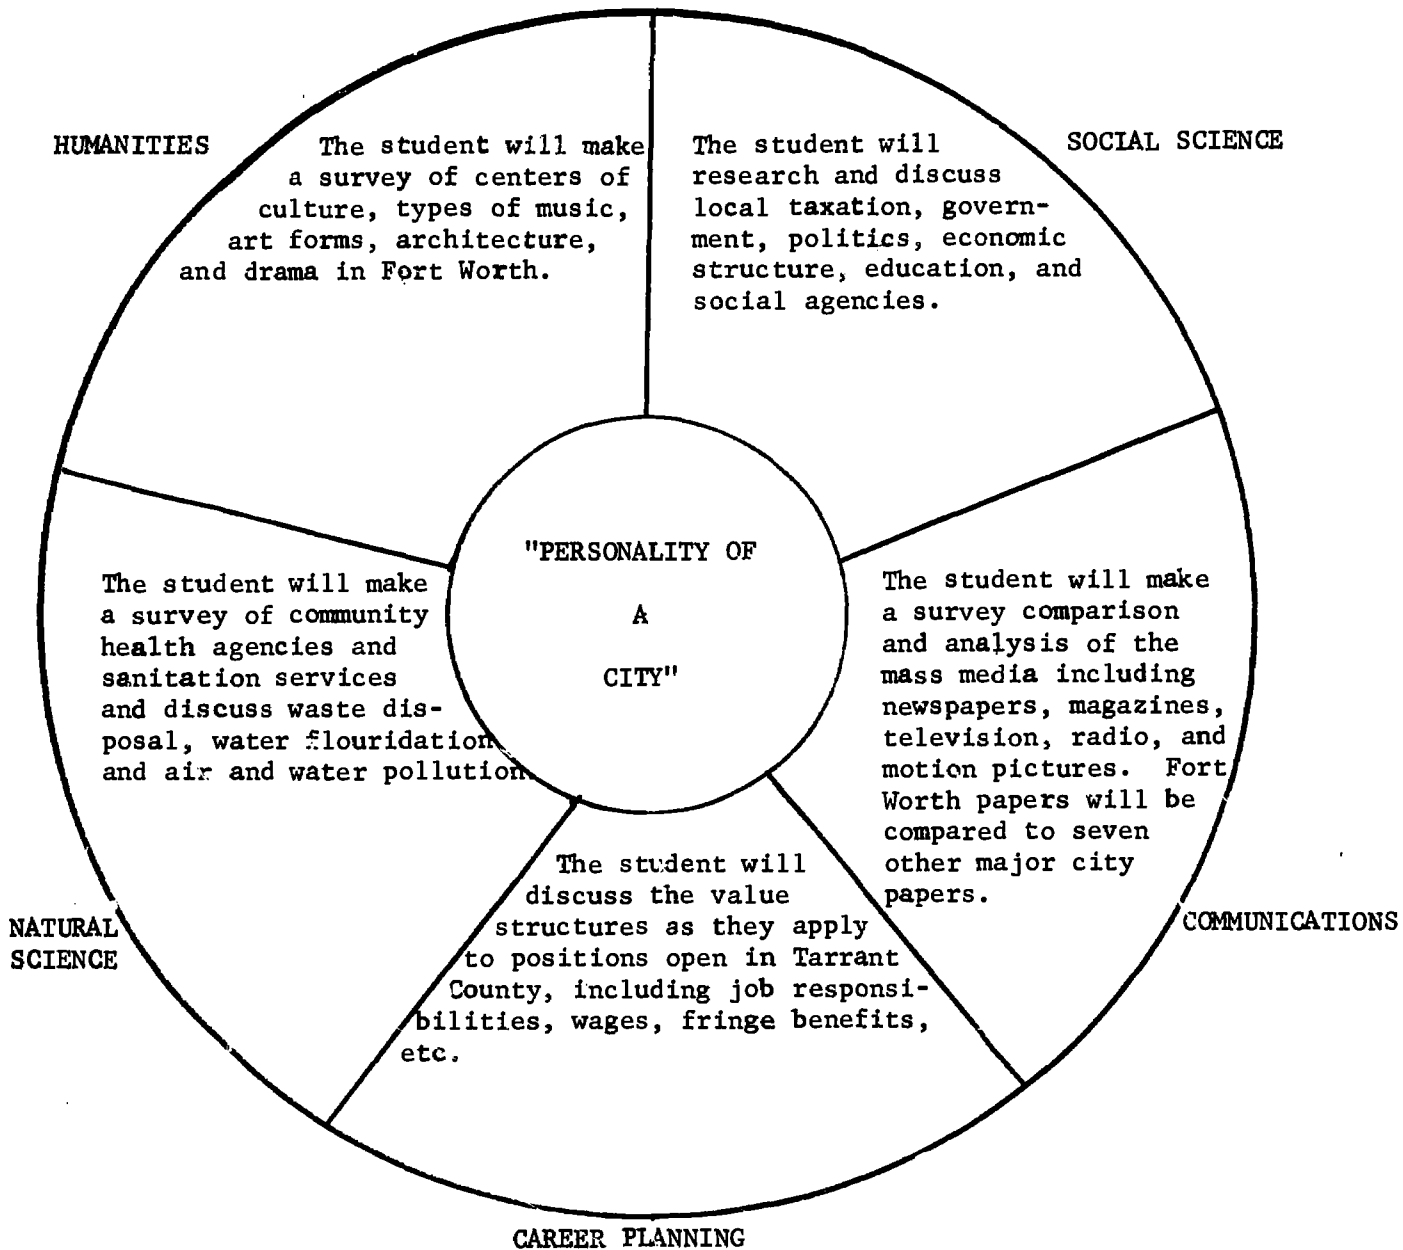 HUMANITIES
The student will make
a survey of centers of
culture, types of music,
art forms, architecture,
and drama in Fort Worth.
SOCIAL SCIENCE
The student will
research and discuss
local taxation, govern-
ment, politics, economic
structure, education, and
social agencies.
"PERSONALITY OF
A
CITY"
The student will make
a survey of community
health agencies and
sanitation services
and discuss waste dis-
posal, water flouridation
and air and water pollution.
NATURAL
SCIENCE
The student will make
a survey comparison
and analysis of the
mass media including
newspapers, magazines,
television, radio, and
motion pictures. Fort
Worth papers will be
compared to seven
other major city
papers.
COMMUNICATIONS
The student will
discuss the value
structures as they apply
to positions open in Tarrant
County, including job responsi-
bilities, wages, fringe benefits,
etc.
CAREER PLANNING